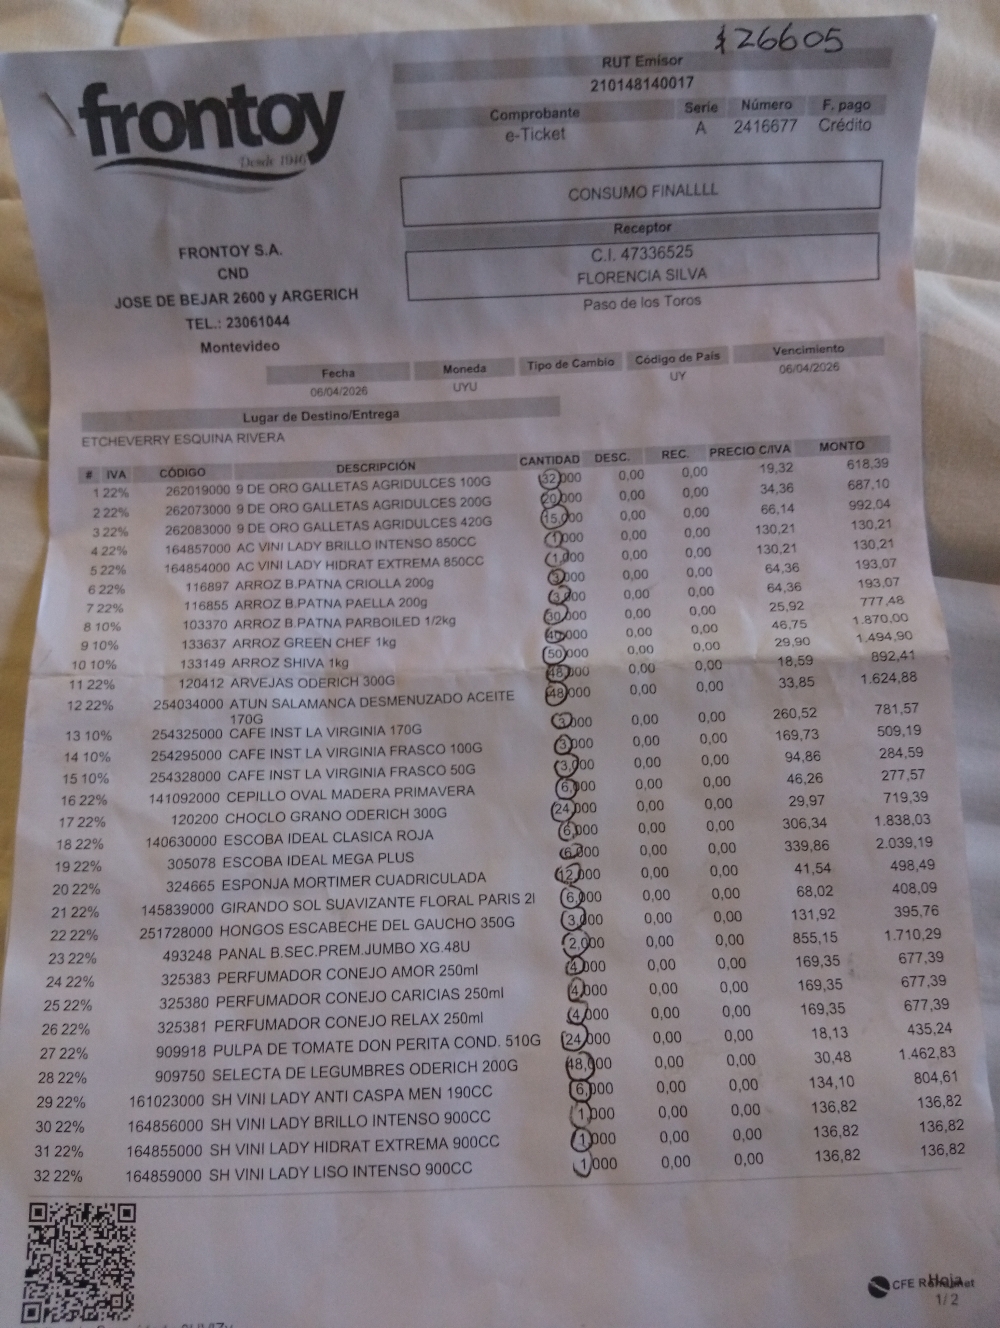 $26605
frontoy
Desde 1946
RUT Emisor
210148140017
Comprobante Serie Número F. pago
e-Ticket A 2416677 Crédito
CONSUMO FINALLLL
Receptor
C.I. 47336525
FLORENCIA SILVA
Paso de los Toros
FRONTOY S.A.
CND
JOSE DE BEJAR 2600 y ARGERICH
TEL.: 23061044
Montevideo
Fecha Moneda Tipo de Cambio Código de País Vencimiento
06/04/2026 UYU UY 06/04/2026
Lugar de Destino/Entrega
ETCHEVERRY ESQUINA RIVERA
# IVA CÓDIGO DESCRIPCIÓN CANTIDAD DESC. REC. PRECIO C/IVA MONTO
1 22% 262019000 9 DE ORO GALLETAS AGRIDULCES 100G 32,000 0,00 0,00 19,32 618,39
2 22% 262073000 9 DE ORO GALLETAS AGRIDULCES 200G 20,000 0,00 0,00 34,36 687,10
3 22% 262083000 9 DE ORO GALLETAS AGRIDULCES 420G 15,000 0,00 0,00 66,14 992,04
4 22% 164857000 AC VINI LADY BRILLO INTENSO 850CC 1,000 0,00 0,00 130,21 130,21
5 22% 164854000 AC VINI LADY HIDRAT EXTREMA 850CC 1,000 0,00 0,00 130,21 130,21
6 22% 116897 ARROZ B.PATNA CRIOLLA 200g 3,000 0,00 0,00 64,36 193,07
7 22% 116855 ARROZ B.PATNA PAELLA 200g 3,000 0,00 0,00 64,36 193,07
8 10% 103370 ARROZ B.PATNA PARBOILED 1/2kg 30,000 0,00 0,00 25,92 777,48
9 10% 133637 ARROZ GREEN CHEF 1kg 40,000 0,00 0,00 46,75 1.870,00
10 10% 133149 ARROZ SHIVA 1kg 50,000 0,00 0,00 29,90 1.494,90
11 22% 120412 ARVEJAS ODERICH 300G 48,000 0,00 0,00 18,59 892,41
12 22% 254034000 ATUN SALAMANCA DESMENUZADO ACEITE 48,000 0,00 0,00 33,85 1.624,88
170G
13 10% 254325000 CAFE INST LA VIRGINIA 170G 3,000 0,00 0,00 260,52 781,57
14 10% 254295000 CAFE INST LA VIRGINIA FRASCO 100G 3,000 0,00 0,00 169,73 509,19
15 10% 254328000 CAFE INST LA VIRGINIA FRASCO 50G 3,000 0,00 0,00 94,86 284,59
16 22% 141092000 CEPILLO OVAL MADERA PRIMAVERA 6,000 0,00 0,00 46,26 277,57
17 22% 120200 CHOCLO GRANO ODERICH 300G 24,000 0,00 0,00 29,97 719,39
18 22% 140630000 ESCOBA IDEAL CLASICA ROJA 6,000 0,00 0,00 306,34 1.838,03
19 22% 305078 ESCOBA IDEAL MEGA PLUS 6,000 0,00 0,00 339,86 2.039,19
20 22% 324665 ESPONJA MORTIMER CUADRICULADA 12,000 0,00 0,00 41,54 498,49
21 22% 145839000 GIRANDO SOL SUAVIZANTE FLORAL PARIS 2l 6,000 0,00 0,00 68,02 408,09
22 22% 251728000 HONGOS ESCABECHE DEL GAUCHO 350G 3,000 0,00 0,00 131,92 395,76
23 22% 493248 PANAL B.SEC.PREM.JUMBO XG.48U 2,000 0,00 0,00 855,15 1.710,29
24 22% 325383 PERFUMADOR CONEJO AMOR 250ml 4,000 0,00 0,00 169,35 677,39
25 22% 325380 PERFUMADOR CONEJO CARICIAS 250ml 4,000 0,00 0,00 169,35 677,39
26 22% 325381 PERFUMADOR CONEJO RELAX 250ml 4,000 0,00 0,00 169,35 677,39
27 22% 909918 PULPA DE TOMATE DON PERITA COND. 510G 24,000 0,00 0,00 18,13 435,24
28 22% 909750 SELECTA DE LEGUMBRES ODERICH 200G 48,000 0,00 0,00 30,48 1.462,83
29 22% 161023000 SH VINI LADY ANTI CASPA MEN 190CC 6,000 0,00 0,00 134,10 804,61
30 22% 164856000 SH VINI LADY BRILLO INTENSO 900CC 1,000 0,00 0,00 136,82 136,82
31 22% 164855000 SH VINI LADY HIDRAT EXTREMA 900CC 1,000 0,00 0,00 136,82 136,82
32 22% 164859000 SH VINI LADY LISO INTENSO 900CC 1,000 0,00 0,00 136,82 136,82
CFE
Hoja
1/ 2